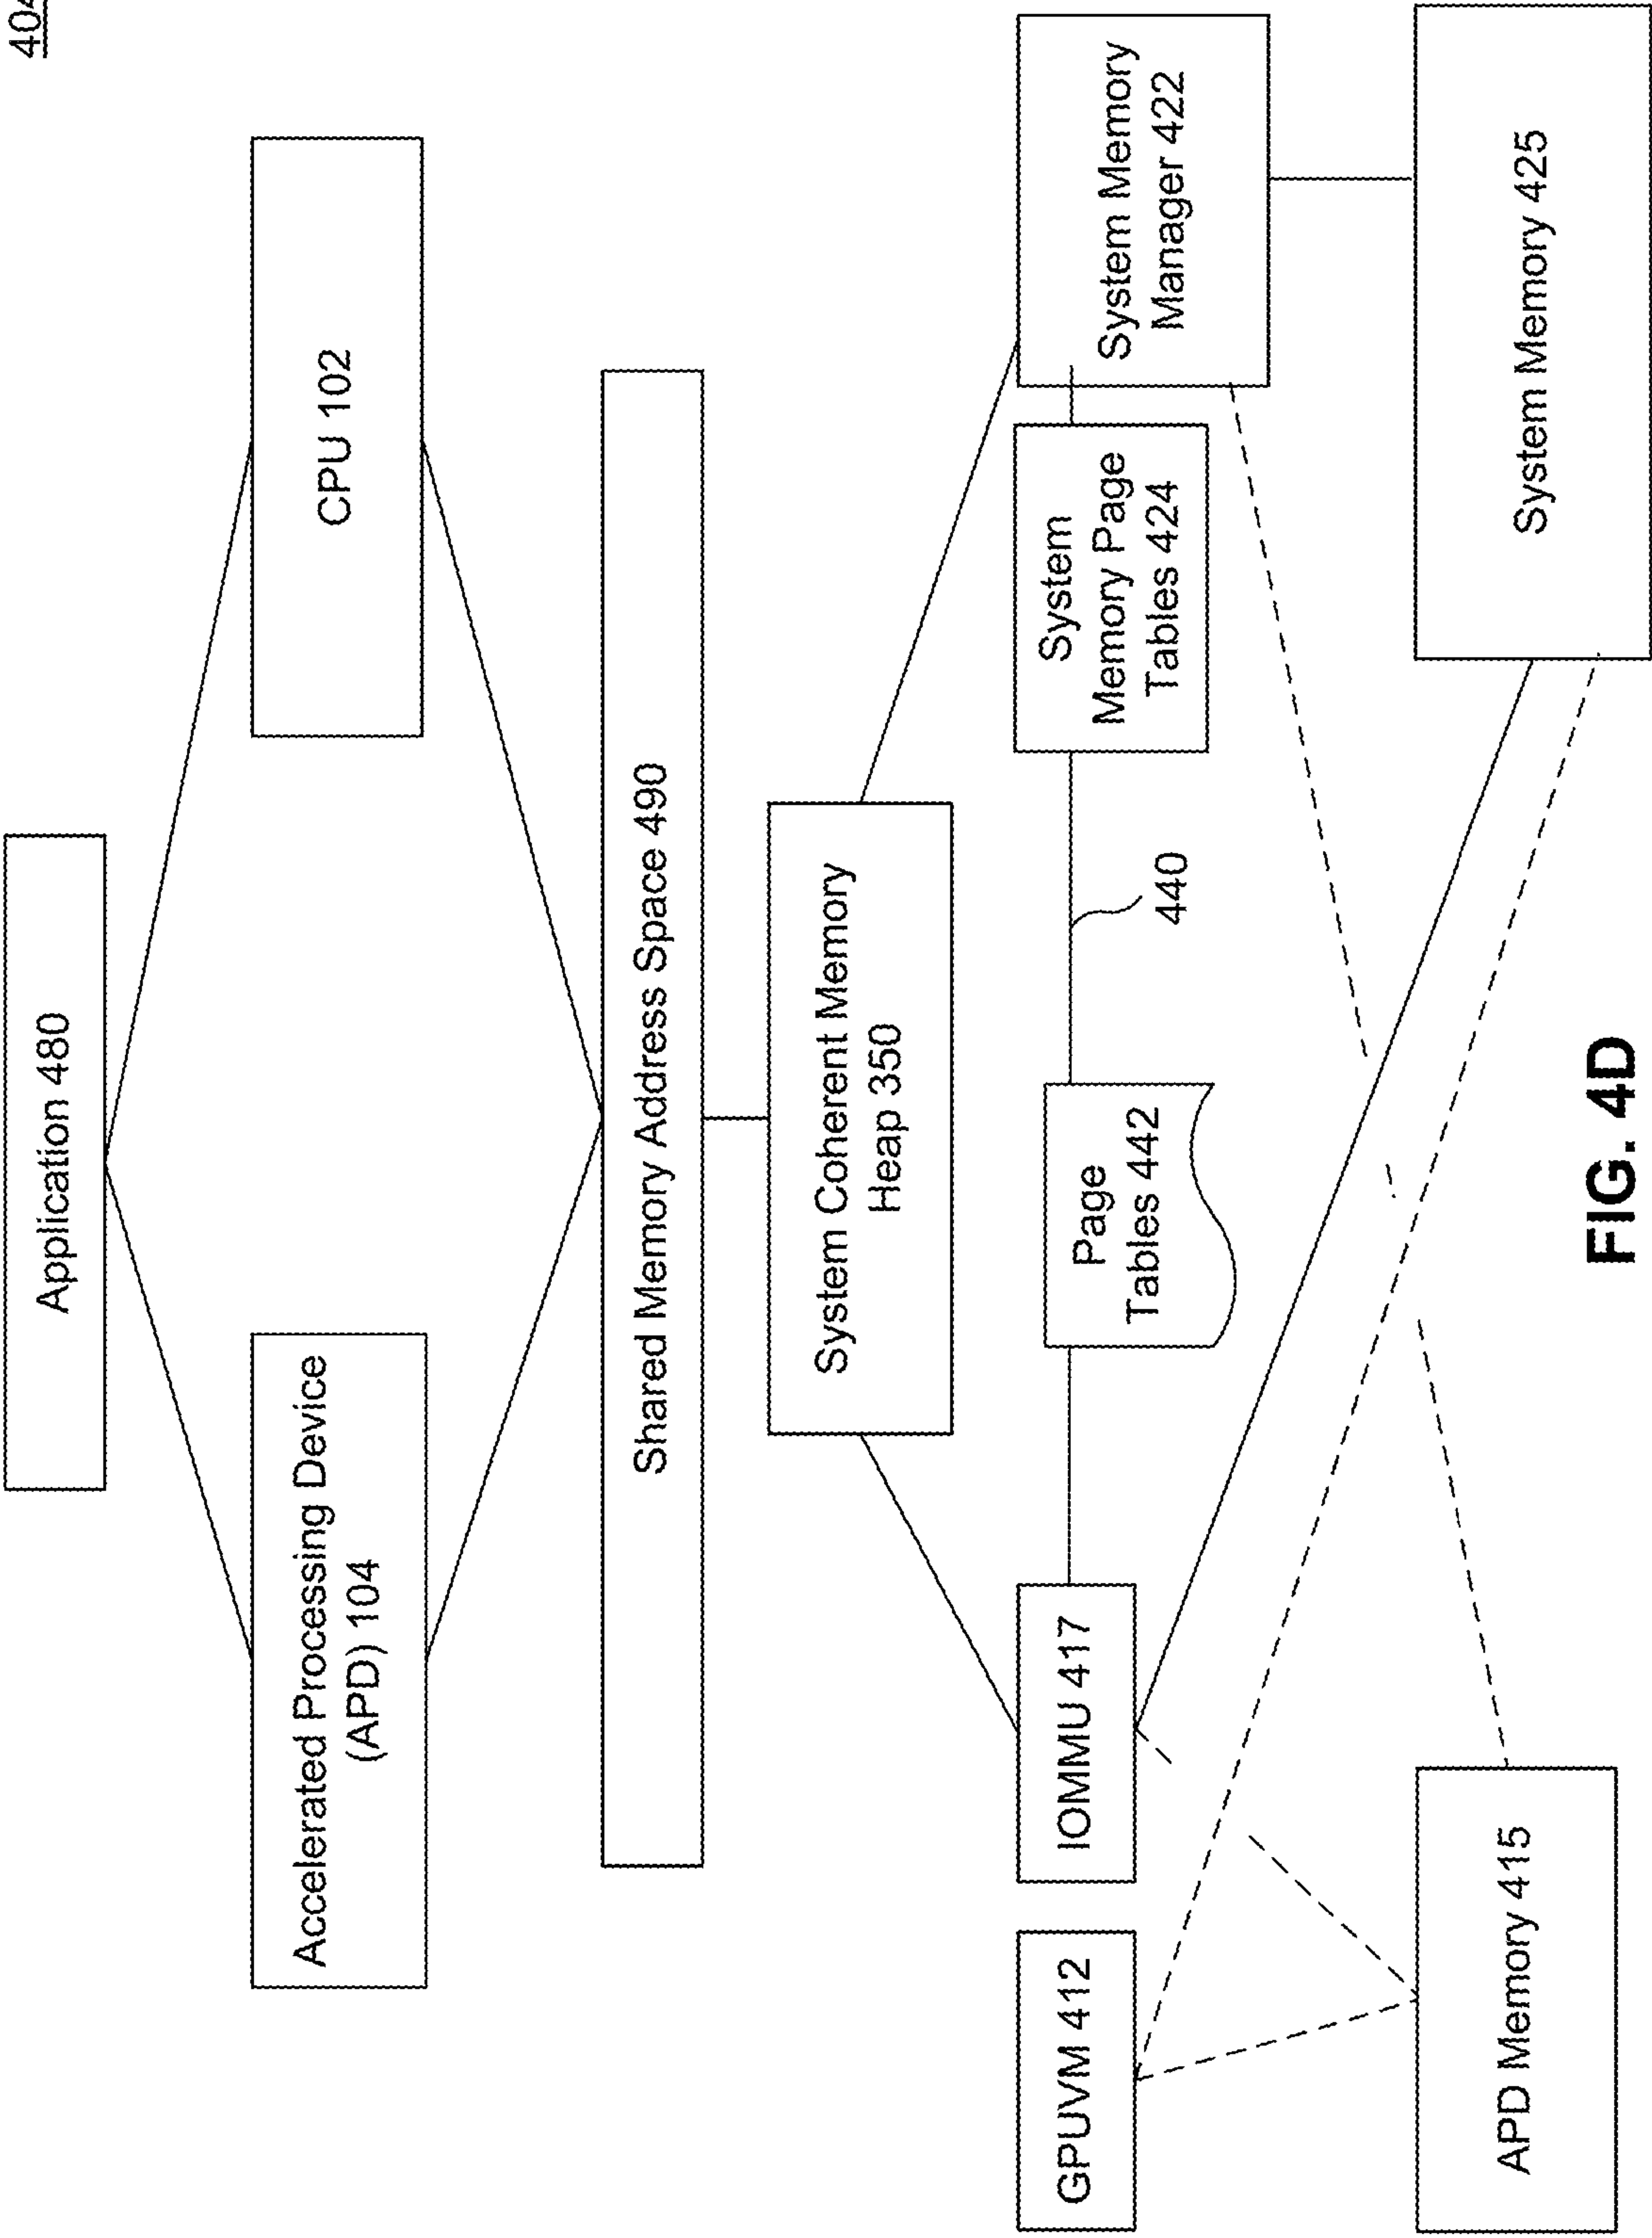 404
Application 480
Accelerated Processing Device
(APD) 104
CPU 102
Shared Memory Address Space 490
System Coherent Memory
Heap 350
GPUVM 412
IOMMU 417
Page
Tables 442
440
System
Memory Page
Tables 424
System Memory
Manager 422
APD Memory 415
System Memory 425
FIG. 4D